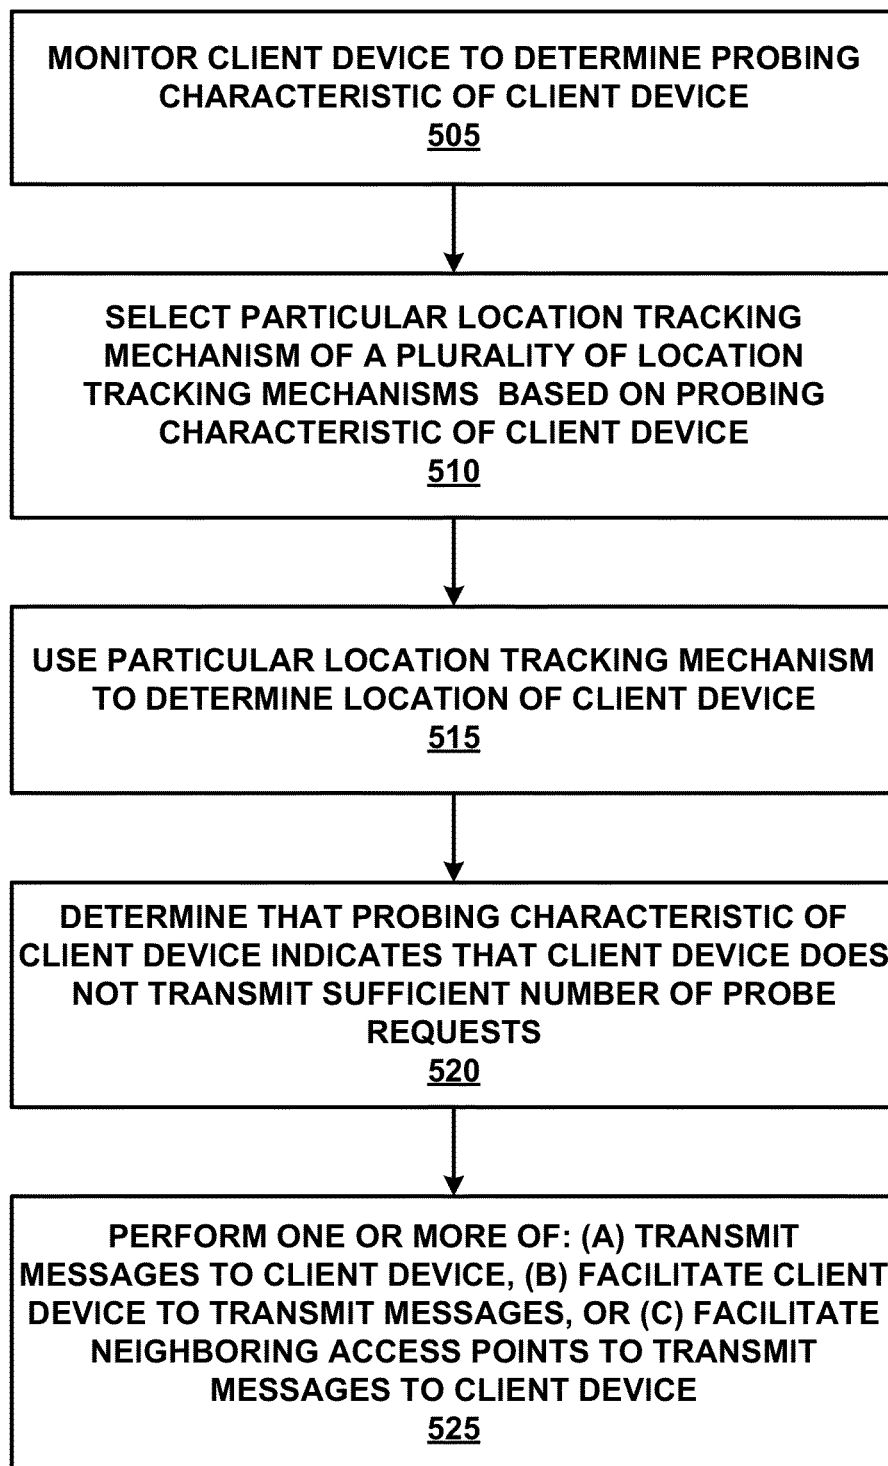 MONITOR CLIENT DEVICE TO DETERMINE PROBING
CHARACTERISTIC OF CLIENT DEVICE
505
SELECT PARTICULAR LOCATION TRACKING
MECHANISM OF A PLURALITY OF LOCATION
TRACKING MECHANISMS BASED ON PROBING
CHARACTERISTIC OF CLIENT DEVICE
510
USE PARTICULAR LOCATION TRACKING MECHANISM
TO DETERMINE LOCATION OF CLIENT DEVICE
515
DETERMINE THAT PROBING CHARACTERISTIC OF
CLIENT DEVICE INDICATES THAT CLIENT DEVICE DOES
NOT TRANSMIT SUFFICIENT NUMBER OF PROBE
REQUESTS
520
PERFORM ONE OR MORE OF: (A) TRANSMIT
MESSAGES TO CLIENT DEVICE, (B) FACILITATE CLIENT
DEVICE TO TRANSMIT MESSAGES, OR (C) FACILITATE
NEIGHBORING ACCESS POINTS TO TRANSMIT
MESSAGES TO CLIENT DEVICE
525